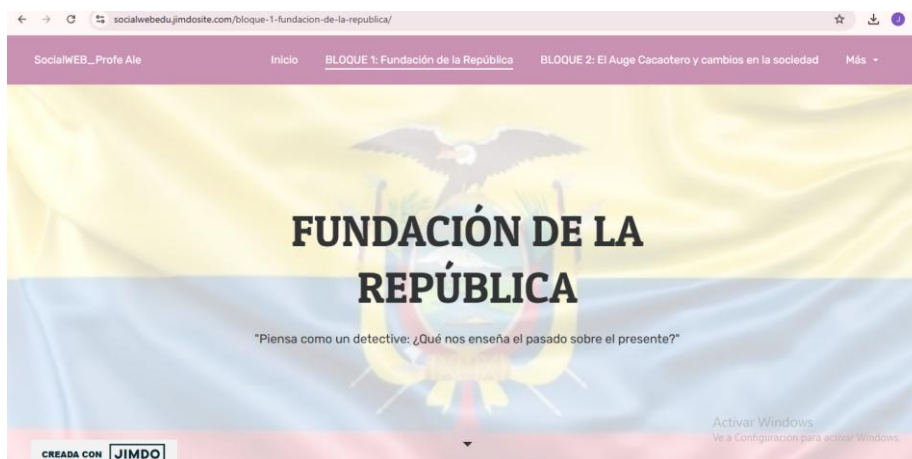 socialwebedu.jimdosite.com/bloque-1-fundacion-de-la-republica/
J
SocialWEB_Profe Ale
Inicio
BLOQUE 1: Fundación de la República
BLOQUE 2: El Auge Cacaotero y cambios en la sociedad
Más
FUNDACIÓN DE LA
REPÚBLICA
"Piensa como un detective: ¿Qué nos enseña el pasado sobre el presente?"
Activar Windows
Ve a Configuración para activar Windows.
CREADA CON JIMDO